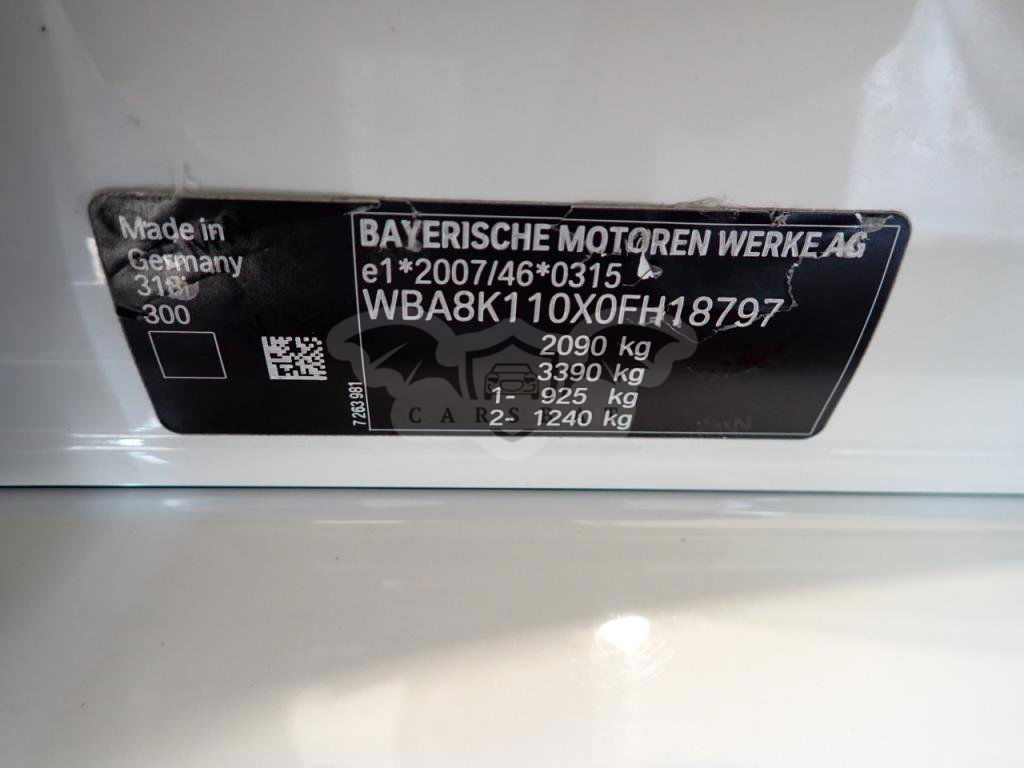 Made in
Germany
318i
300
BAYERISCHE MOTOREN WERKE AG
e1*2007/46*0315
WBA8K110X0FH18797
2090 kg
3390 kg
1- 925 kg
2- 1240 kg
7 263 981
CARSBOP